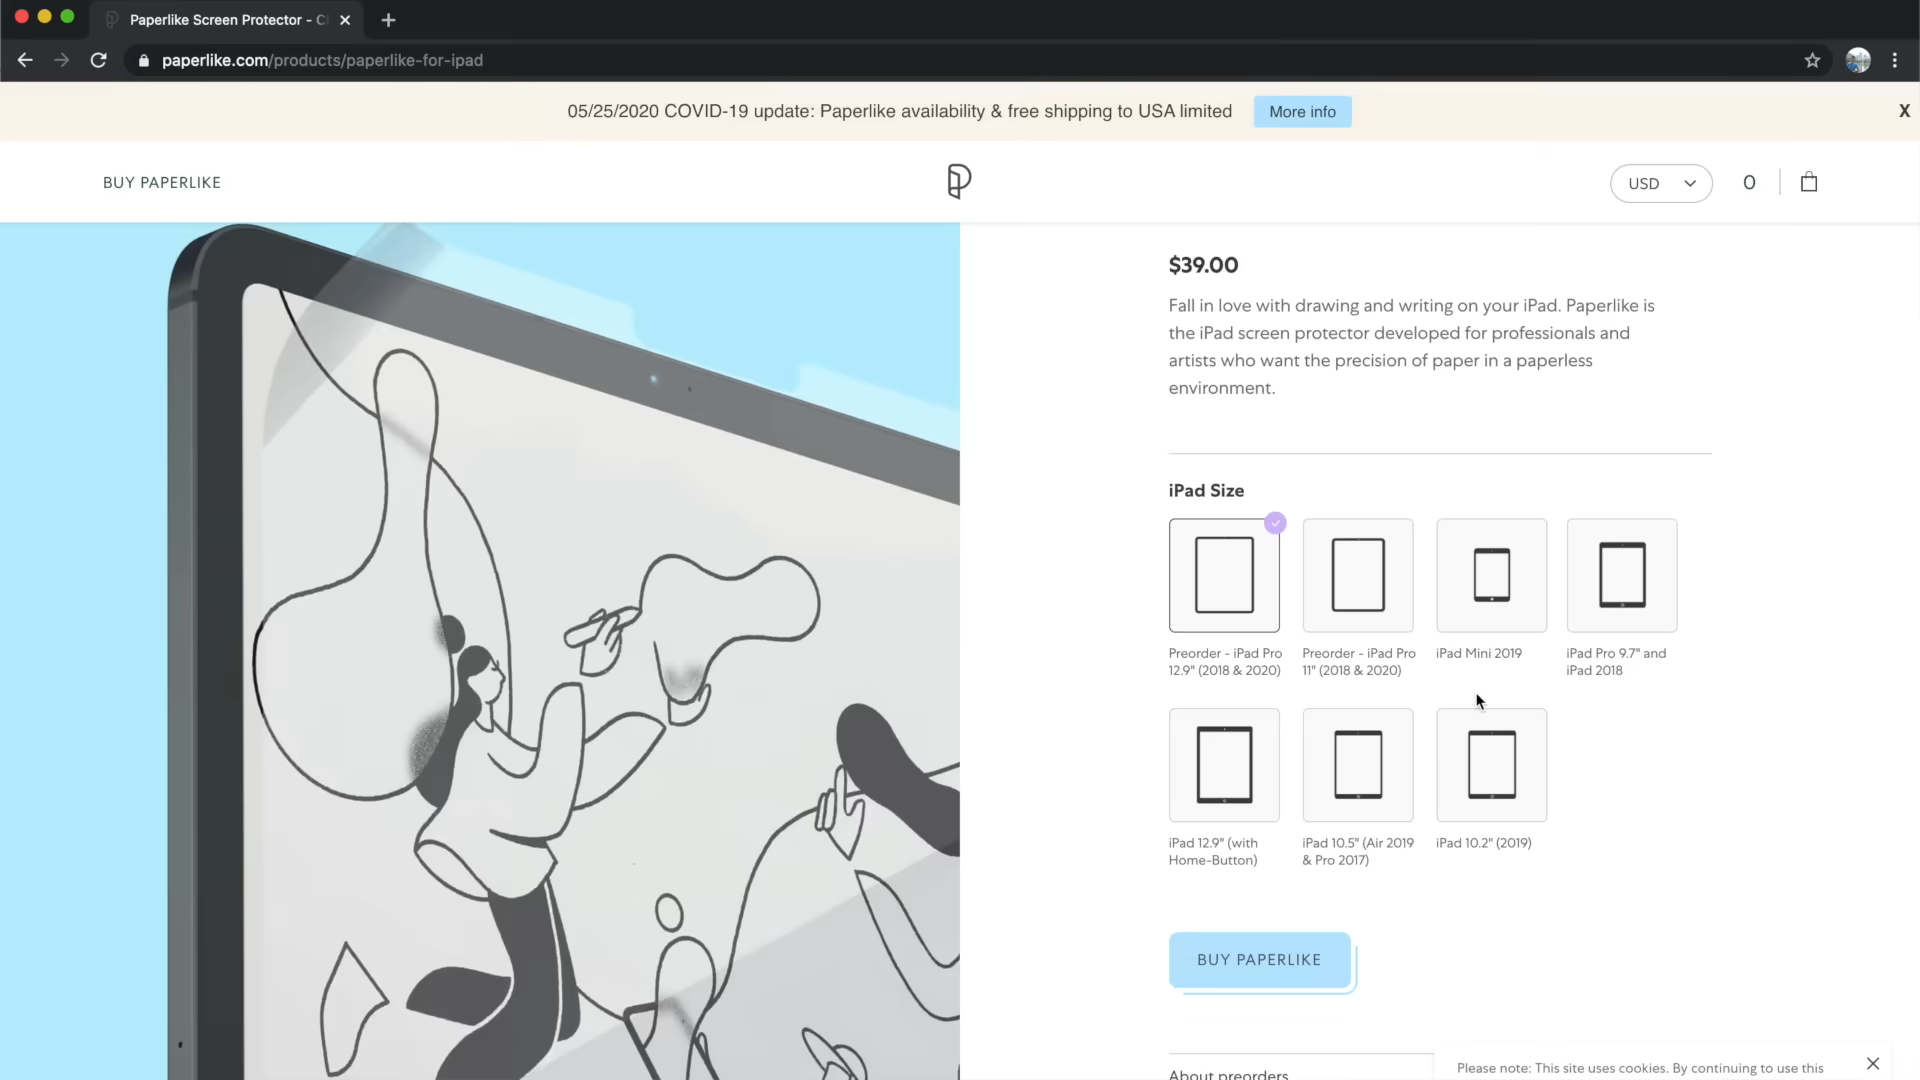 Paperlike Screen Protector - C
paperlike.com/products/paperlike-for-ipad
05/25/2020 COVID-19 update: Paperlike availability & free shipping to USA limited
More info
X
BUY PAPERLIKE
USD
0
$39.00
Fall in love with drawing and writing on your iPad. Paperlike is
the iPad screen protector developed for professionals and
artists who want the precision of paper in a paperless
environment.
iPad Size
Preorder - iPad Pro
12.9" (2018 & 2020)
Preorder - iPad Pro
11" (2018 & 2020)
iPad Mini 2019
iPad Pro 9.7" and
iPad 2018
iPad 12.9" (with
Home-Button)
iPad 10.5" (Air 2019
& Pro 2017)
iPad 10.2" (2019)
BUY PAPERLIKE
About preorders
Please note: This site uses cookies. By continuing to use this